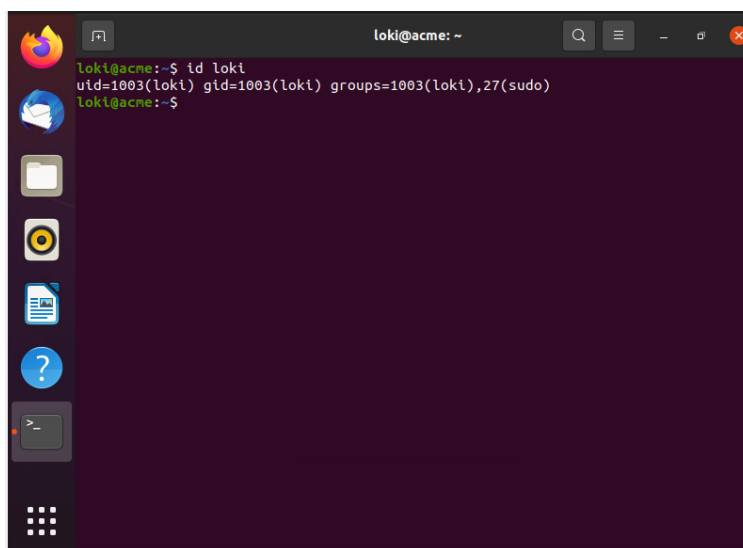 loki@acme: ~
loki@acme:~$ id loki
uid=1003(loki) gid=1003(loki) groups=1003(loki),27(sudo)
loki@acme:~$
?
>_